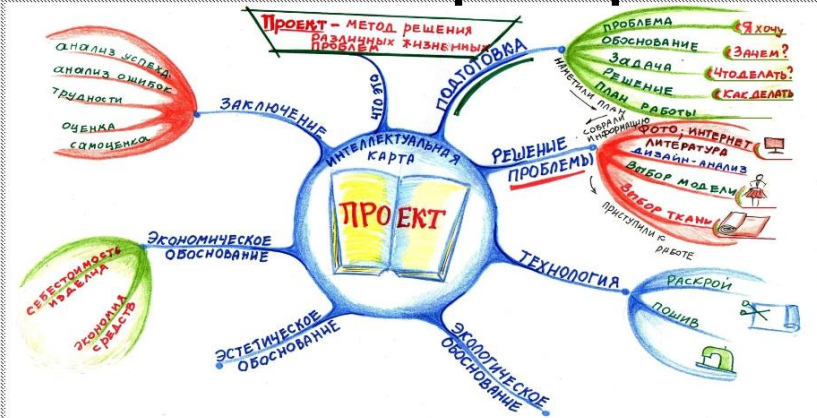 Проект – метод решения
различных жизненных
проблем
что это
интеллектуальная
карта
ПРОЕКТ
подготовка
проблема
Я хочу
обоснование
Зачем?
задача
Что делать?
решение
Как делать
план работы
наметили план
собрали
информацию
решение
проблемы
фото, интернет
литература
дизайн-анализ
выбор модели
выбор ткани
приступили к
работе
технология
раскрой
пошив
экологическое
обоснование
эстетическое
обоснование
экономическое
обоснование
себестоимость
изделия
экономия
средств
заключение
анализ успеха
анализ ошибок
трудности
оценка
самооценка